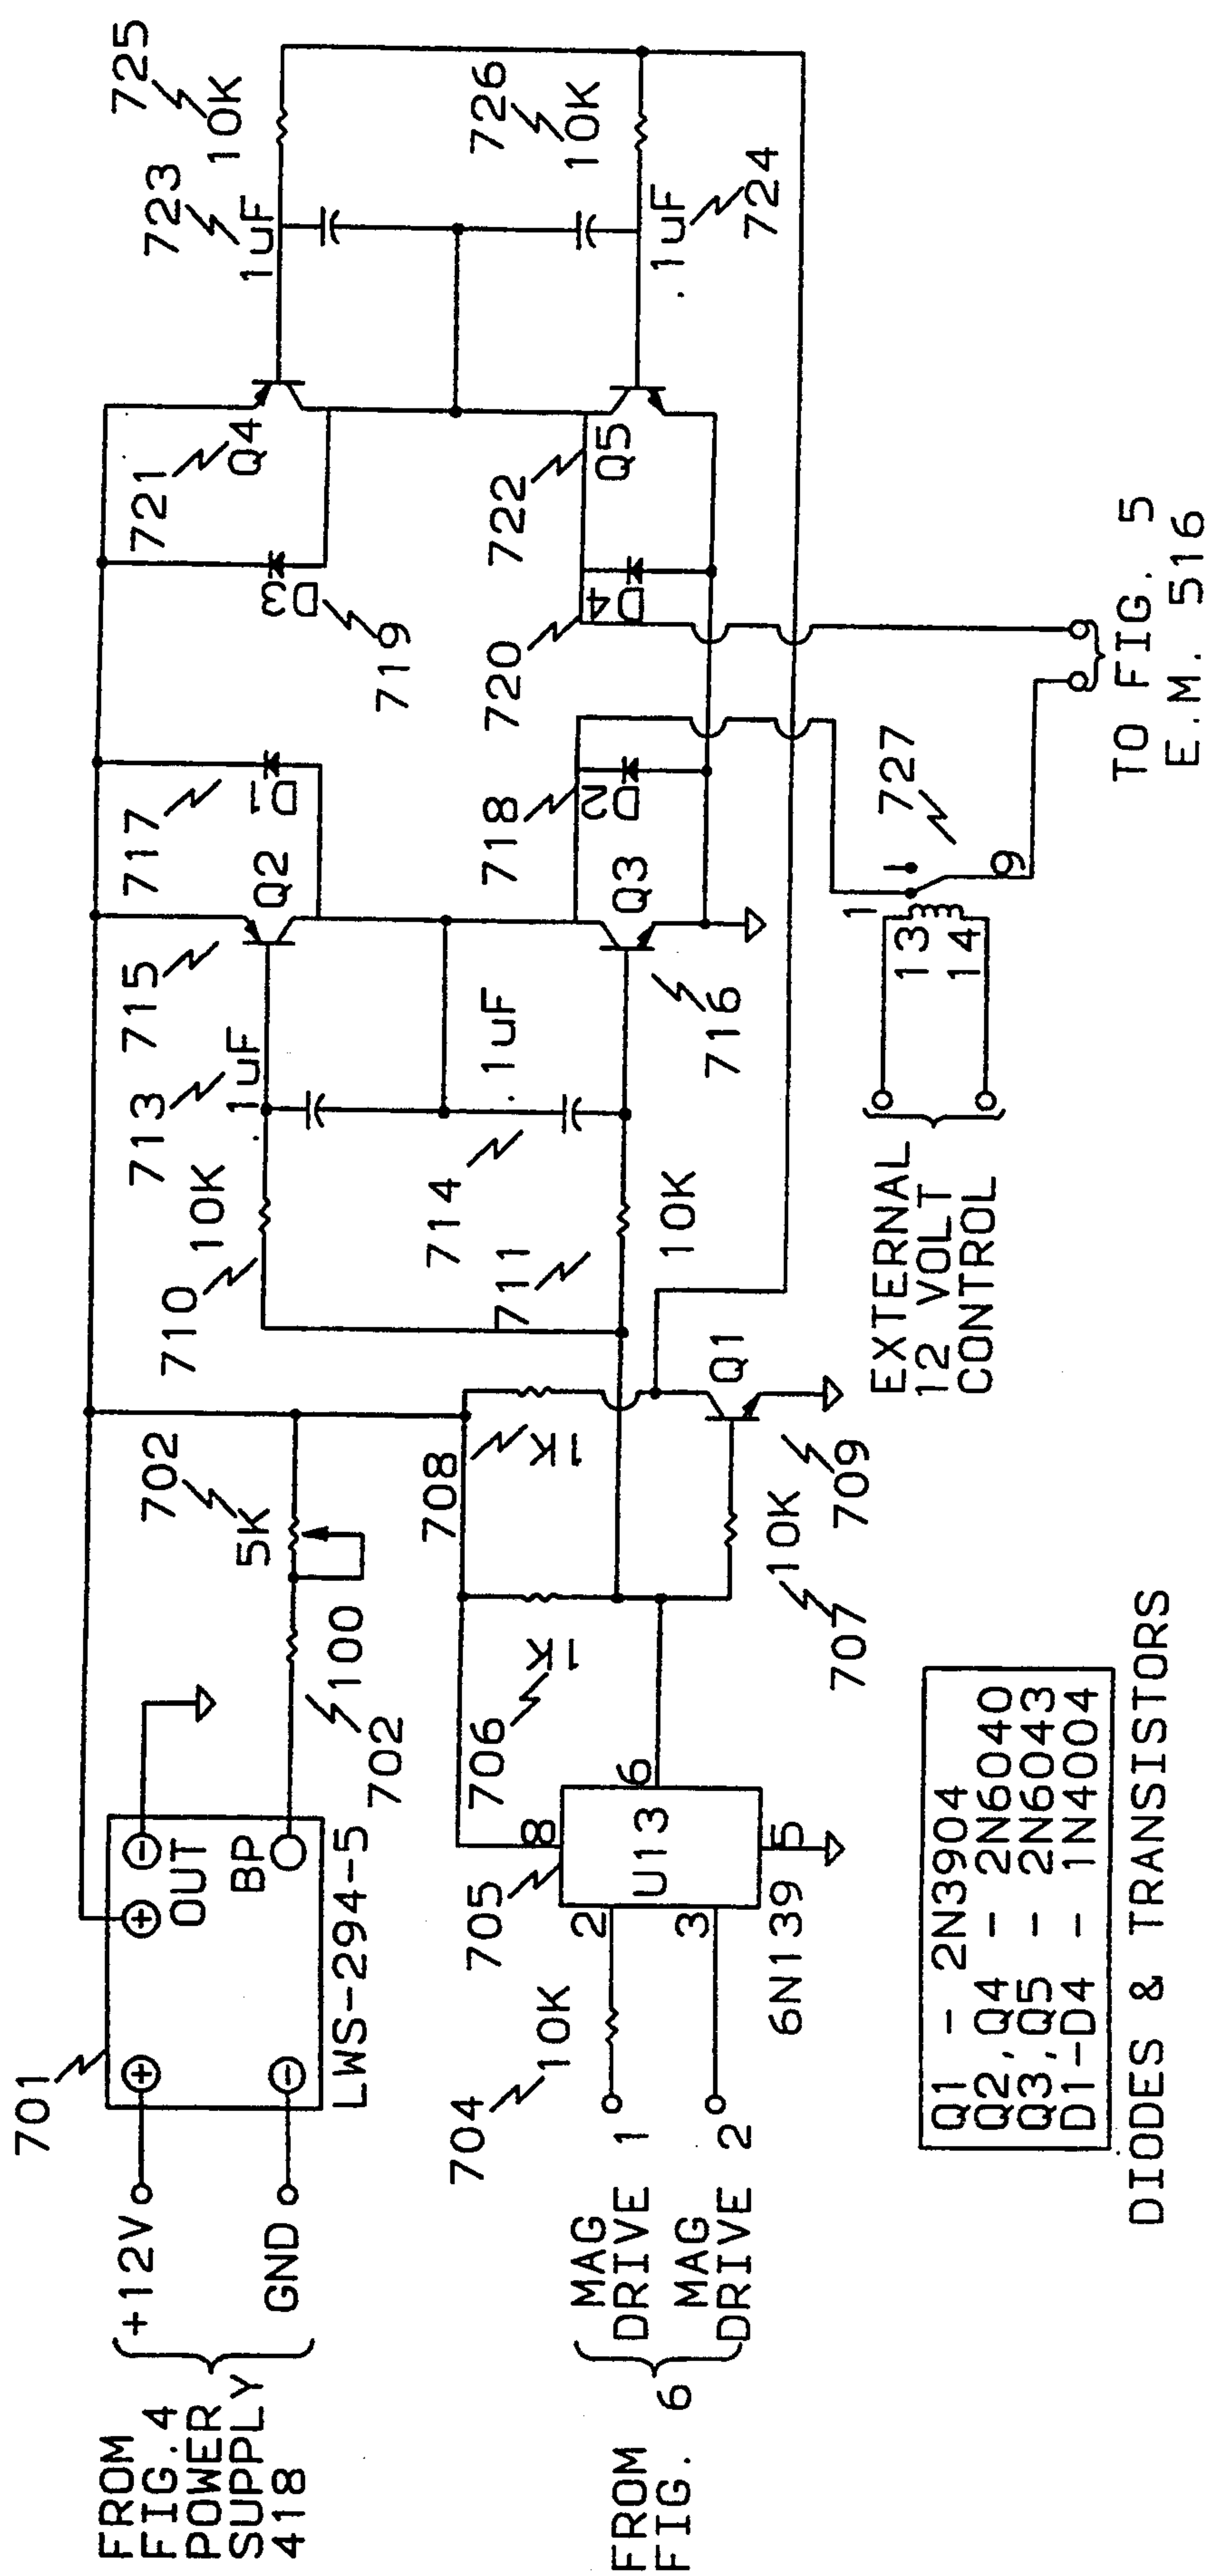 FROM
FIG.4
POWER
SUPPLY
418
+12V
GND
701
OUT
BP
LWS-294-5
702
100
702
5K
FROM
FIG. 6
MAG
DRIVE 1
MAG
DRIVE 2
704
10K
705
2
3
8
6
5
U13
6N139
706
1K
708
1K
707
10K
709
Q1
710
10K
711
10K
713
.1uF
714
.1uF
715
Q2
716
Q3
717
D1
718
D2
719
D3
720
D4
721
Q4
722
Q5
723
1uF
724
.1uF
725
10K
726
10K
EXTERNAL
12 VOLT
CONTROL
13
14
1
1
9
727
TO FIG. 5
E.M. 516
Q1 - 2N3904
Q2,Q4 - 2N6040
Q3,Q5 - 2N6043
D1-D4 - 1N4004
DIODES & TRANSISTORS